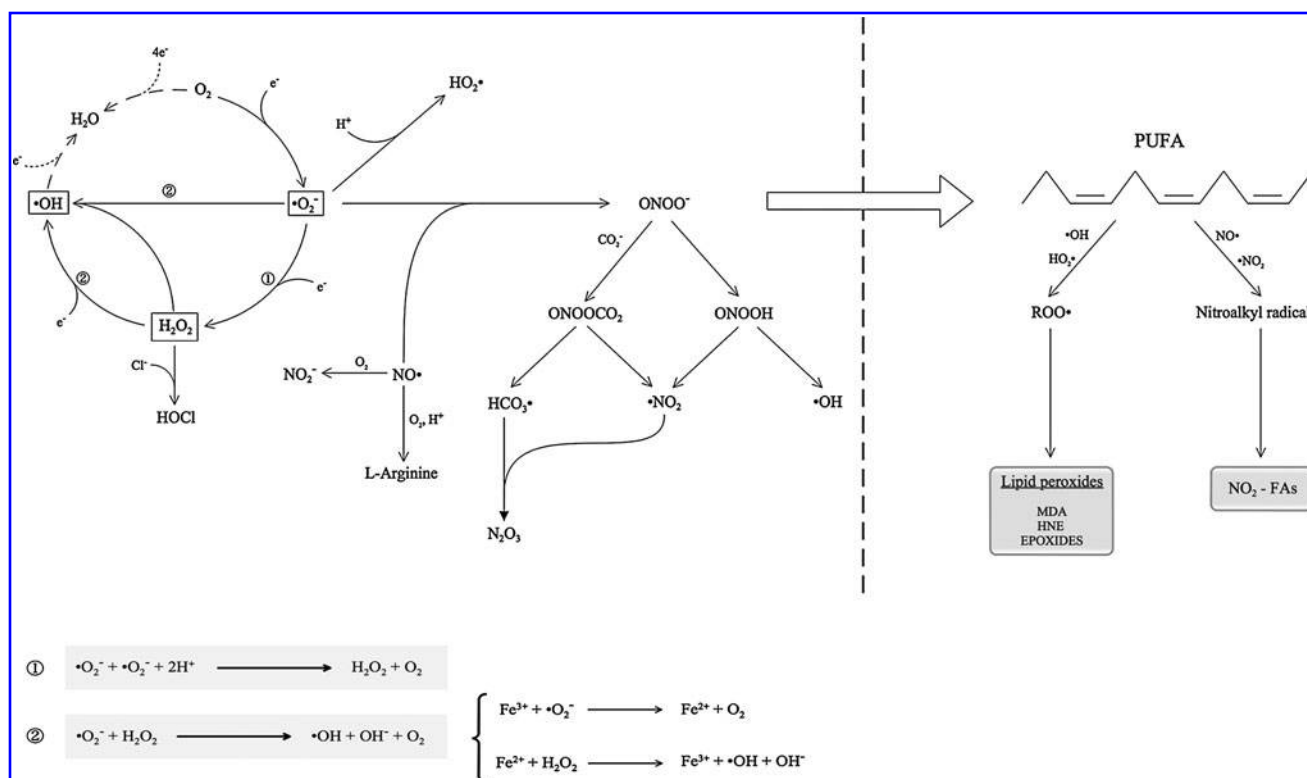 4e⁻
O₂
e⁻
HO₂•
H₂O
H⁺
PUFA
e⁻
②
•OH
•O₂⁻
ONOO⁻
•OH
NO•
CO₂⁻
HO₂•
•NO₂
②
①
e⁻
e⁻
H₂O₂
ONOOCO₂
ONOOH
ROO•
Nitroalkyl radical
Cl⁻
NO₂⁻
O₂
NO•
HOCl
O₂, H⁺
HCO₃•
•NO₂
•OH
L-Arginine
Lipid peroxides
MDA
HNE
EPOXIDES
NO₂ - FAs
N₂O₃
① •O₂⁻ + •O₂⁻ + 2H⁺ → H₂O₂ + O₂
② •O₂⁻ + H₂O₂ → •OH + OH⁻ + O₂
Fe³⁺ + •O₂⁻ → Fe²⁺ + O₂
Fe²⁺ + H₂O₂ → Fe³⁺ + •OH + OH⁻